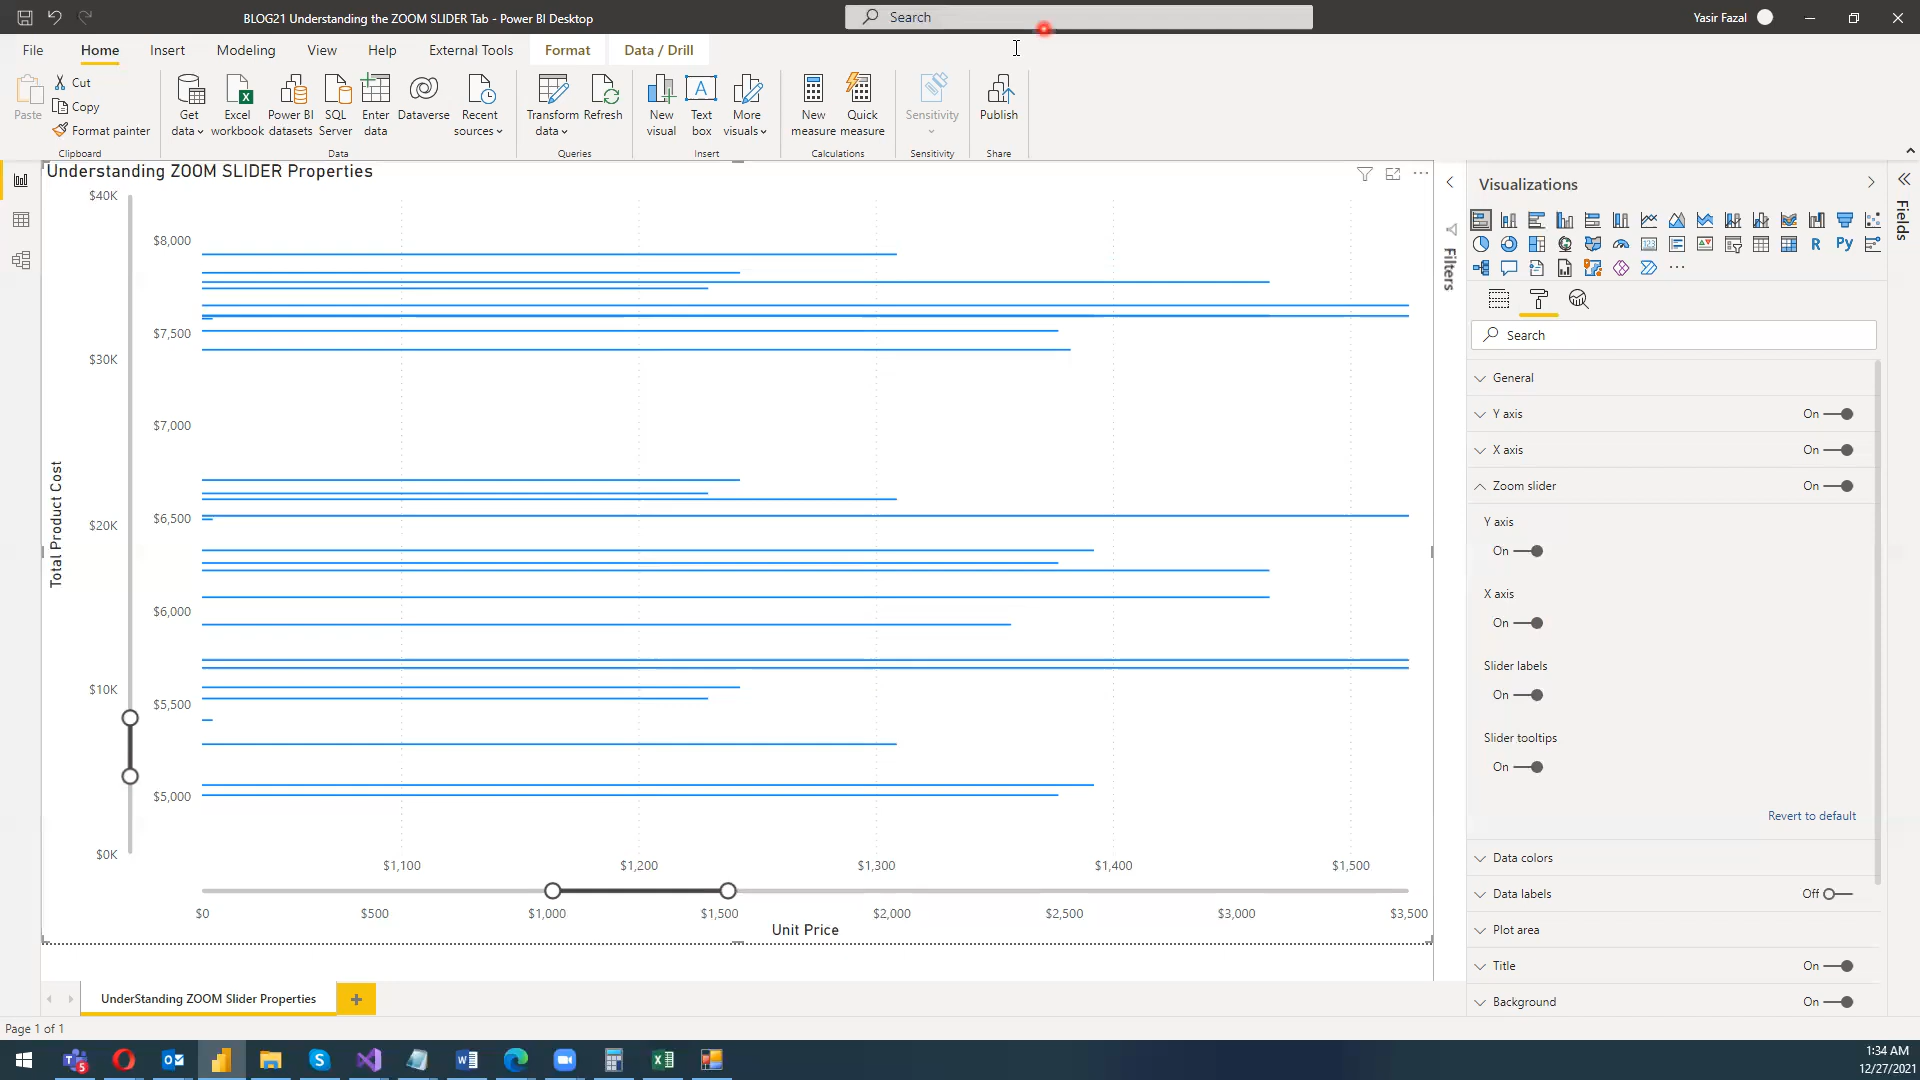 BLOG21 Understanding the ZOOM SLIDER Tab - Power BI Desktop
Search
Yasir Fazal
File Home Insert Modeling View Help External Tools Format Data / Drill
Paste
Cut
Copy
Format painter
Clipboard
Get data
Excel workbook
Power BI datasets
SQL Server
Enter data
Dataverse
Recent sources
Data
Transform data
Refresh
Queries
New visual
Text box
More visuals
Insert
New measure
Quick measure
Calculations
Sensitivity
Sensitivity
Publish
Share
Understanding ZOOM SLIDER Properties
$40K
$30K
$20K
$10K
$0K
Total Product Cost
$8,000
$7,500
$7,000
$6,500
$6,000
$5,500
$5,000
$1,100 $1,200 $1,300 $1,400 $1,500
$0 $500 $1,000 $1,500 $2,000 $2,500 $3,000 $3,500
Unit Price
Filters
Visualizations
Fields
R
Py
123
Search
General
Y axis On
X axis On
Zoom slider On
Y axis
On
X axis
On
Slider labels
On
Slider tooltips
On
Revert to default
Data colors
Data labels Off
Plot area
Title On
Background On
UnderStanding ZOOM Slider Properties
Page 1 of 1
1:34 AM
12/27/2021